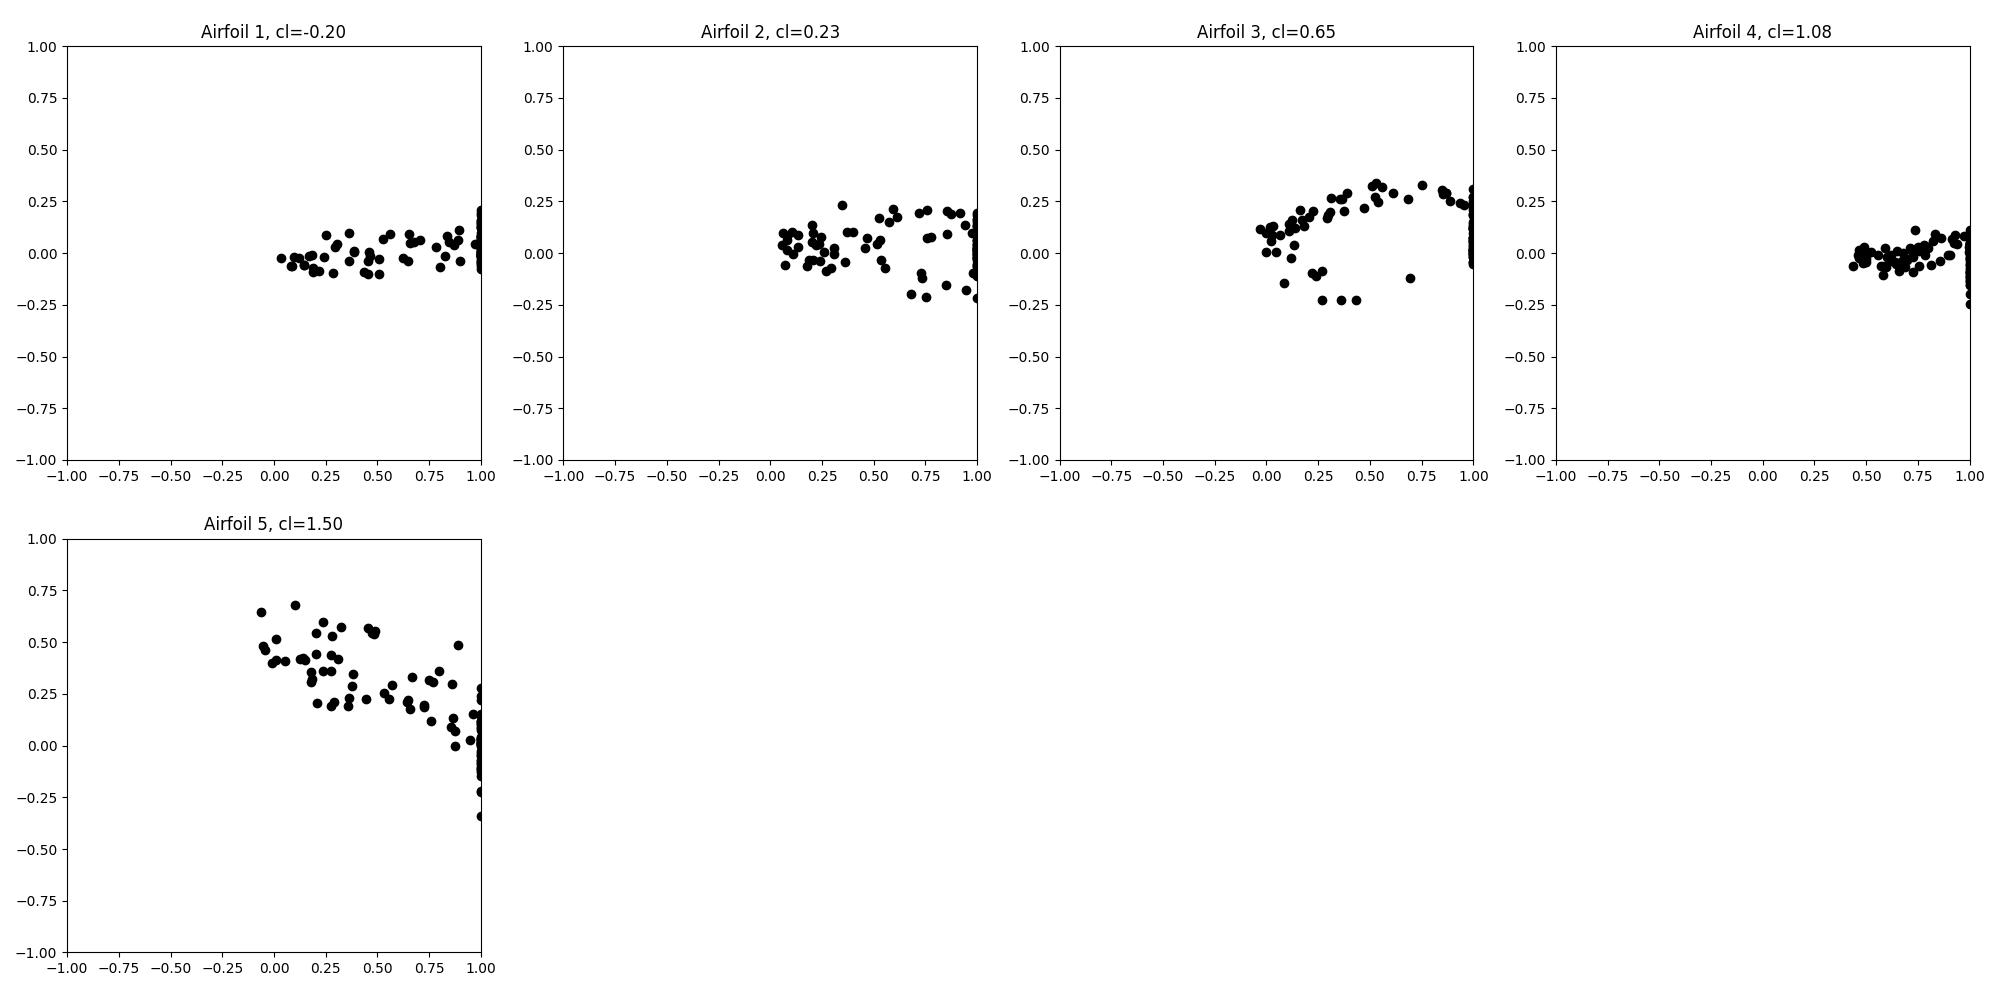 Airfoil 1, cl=-0.20
Airfoil 2, cl=0.23
Airfoil 3, cl=0.65
Airfoil 4, cl=1.08
1.00 1.00 1.00 1.00
0.75 0.75 0.75 0.75
0.50 0.50 0.50 0.50
0.25 0.25 0.25 0.25
0.00 0.00 0.00 0.00
−0.25 −0.25 −0.25 −0.25
−0.50 −0.50 −0.50 −0.50
−0.75 −0.75 −0.75 −0.75
−1.00 −1.00 −1.00 −1.00
−1.00 −0.75 −0.50 −0.25 0.00 0.25 0.50 0.75 1.00
−1.00 −0.75 −0.50 −0.25 0.00 0.25 0.50 0.75 1.00
−1.00 −0.75 −0.50 −0.25 0.00 0.25 0.50 0.75 1.00
−1.00 −0.75 −0.50 −0.25 0.00 0.25 0.50 0.75 1.00
Airfoil 5, cl=1.50
1.00
0.75
0.50
0.25
0.00
−0.25
−0.50
−0.75
−1.00
−1.00 −0.75 −0.50 −0.25 0.00 0.25 0.50 0.75 1.00